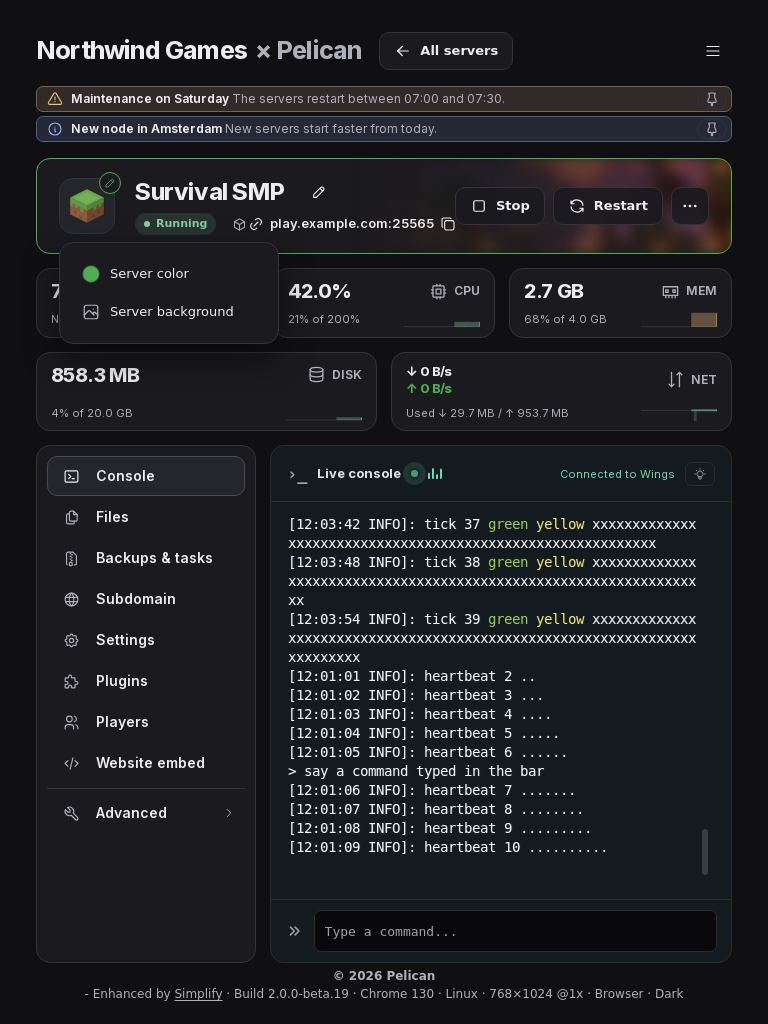 Northwind Games × Pelican
All servers
Maintenance on Saturday The servers restart between 07:00 and 07:30.
New node in Amsterdam New servers start faster from today.
Survival SMP
Running
play.example.com:25565
Stop
Restart
Server color
Server background
42.0%
CPU
21% of 200%
2.7 GB
MEM
68% of 4.0 GB
858.3 MB
DISK
4% of 20.0 GB
↓ 0 B/s
↑ 0 B/s
NET
Used ↓ 29.7 MB / ↑ 953.7 MB
Console
Files
Backups & tasks
Subdomain
Settings
Plugins
Players
Website embed
Advanced
Live console
Connected to Wings
[12:03:42 INFO]: tick 37 green yellow xxxxxxxxxxxxx
xxxxxxxxxxxxxxxxxxxxxxxxxxxxxxxxxxxxxxxxxxxxxx
[12:03:48 INFO]: tick 38 green yellow xxxxxxxxxxxxx
xxxxxxxxxxxxxxxxxxxxxxxxxxxxxxxxxxxxxxxxxxxxxxxxxxx
xx
[12:03:54 INFO]: tick 39 green yellow xxxxxxxxxxxxx
xxxxxxxxxxxxxxxxxxxxxxxxxxxxxxxxxxxxxxxxxxxxxxxxxxx
xxxxxxxxx
[12:01:01 INFO]: heartbeat 2 ..
[12:01:02 INFO]: heartbeat 3 ...
[12:01:03 INFO]: heartbeat 4 ....
[12:01:04 INFO]: heartbeat 5 .....
[12:01:05 INFO]: heartbeat 6 ......
> say a command typed in the bar
[12:01:06 INFO]: heartbeat 7 .......
[12:01:07 INFO]: heartbeat 8 ........
[12:01:08 INFO]: heartbeat 9 .........
[12:01:09 INFO]: heartbeat 10 ..........
Type a command...
© 2026 Pelican
- Enhanced by Simplify · Build 2.0.0-beta.19 · Chrome 130 · Linux · 768×1024 @1x · Browser · Dark